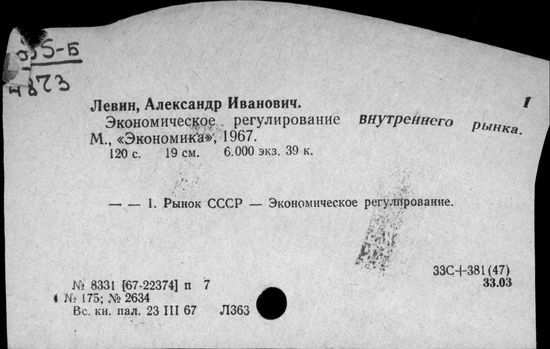 5-Б
4873
I
Левин, Александр Иванович.
Экономическое регулирование внутреннего рынка.
М., «Экономика», 1967.
120 с. 19 см. 6.000 экз. 39 к.
— — 1. Рынок СССР — Экономическое регулирование.
33С+381(47)
33.03
№ 8331 [67-22374] п 7
№ 175; № 2634
Вс. кн. пал. 23 III 67 Л363